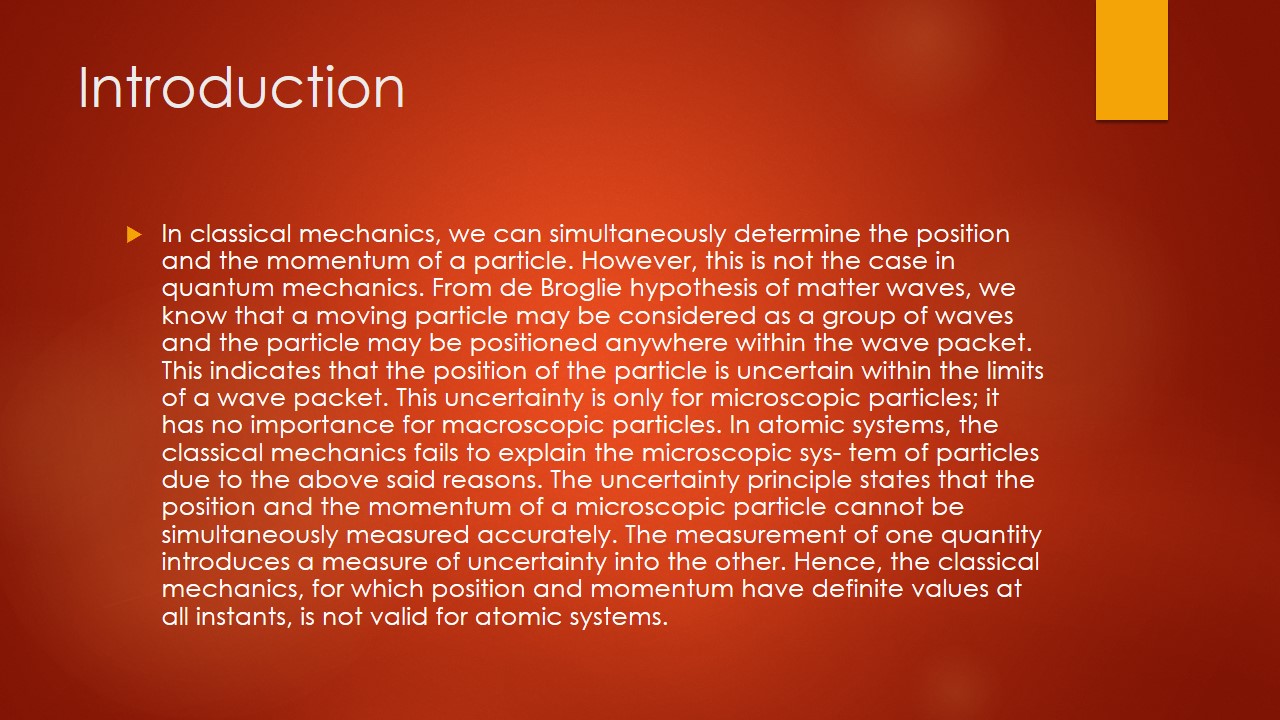 Introduction
In classical mechanics, we can simultaneously determine the position
and the momentum of a particle. However, this is not the case in
quantum mechanics. From de Broglie hypothesis of matter waves, we
know that a moving particle may be considered as a group of waves
and the particle may be positioned anywhere within the wave packet.
This indicates that the position of the particle is uncertain within the limits
of a wave packet. This uncertainty is only for microscopic particles; it
has no importance for macroscopic particles. In atomic systems, the
classical mechanics fails to explain the microscopic sys- tem of particles
due to the above said reasons. The uncertainty principle states that the
position and the momentum of a microscopic particle cannot be
simultaneously measured accurately. The measurement of one quantity
introduces a measure of uncertainty into the other. Hence, the classical
mechanics, for which position and momentum have definite values at
all instants, is not valid for atomic systems.